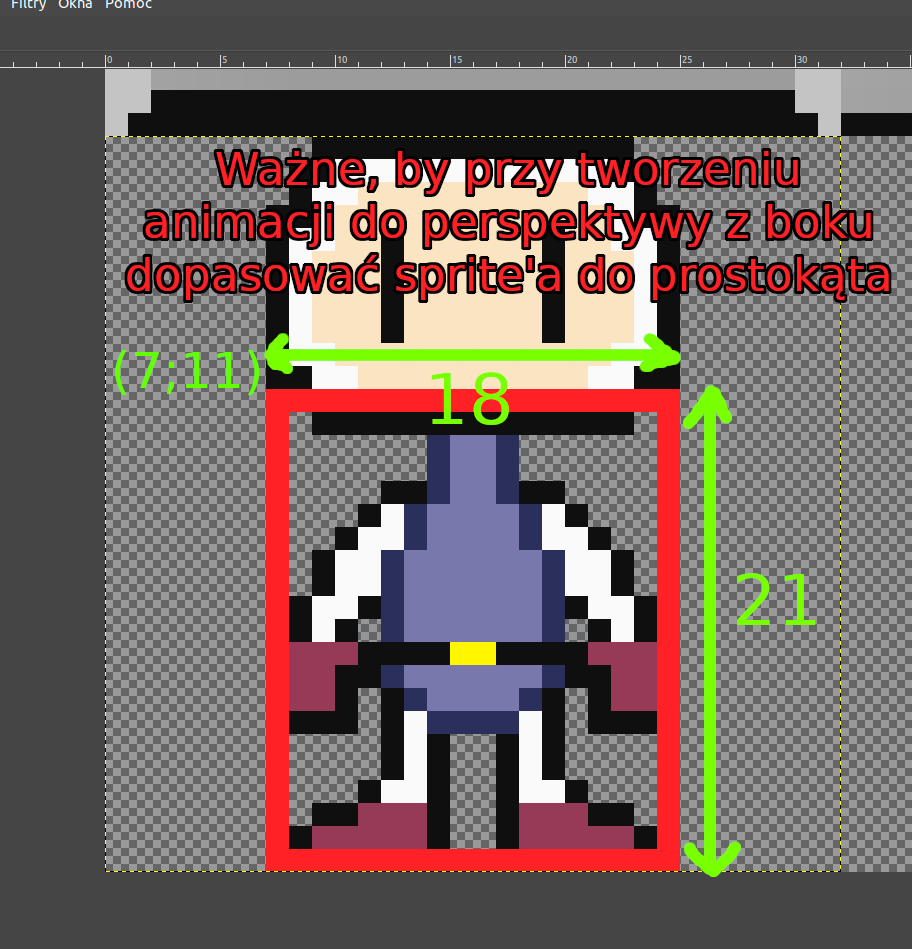 Filtry Okna Pomoc
0 5 10 15 20 25 30
Ważne, by przy tworzeniu
animacji do perspektywy z boku
dopasować sprite'a do prostokąta
(7;11)
18
21